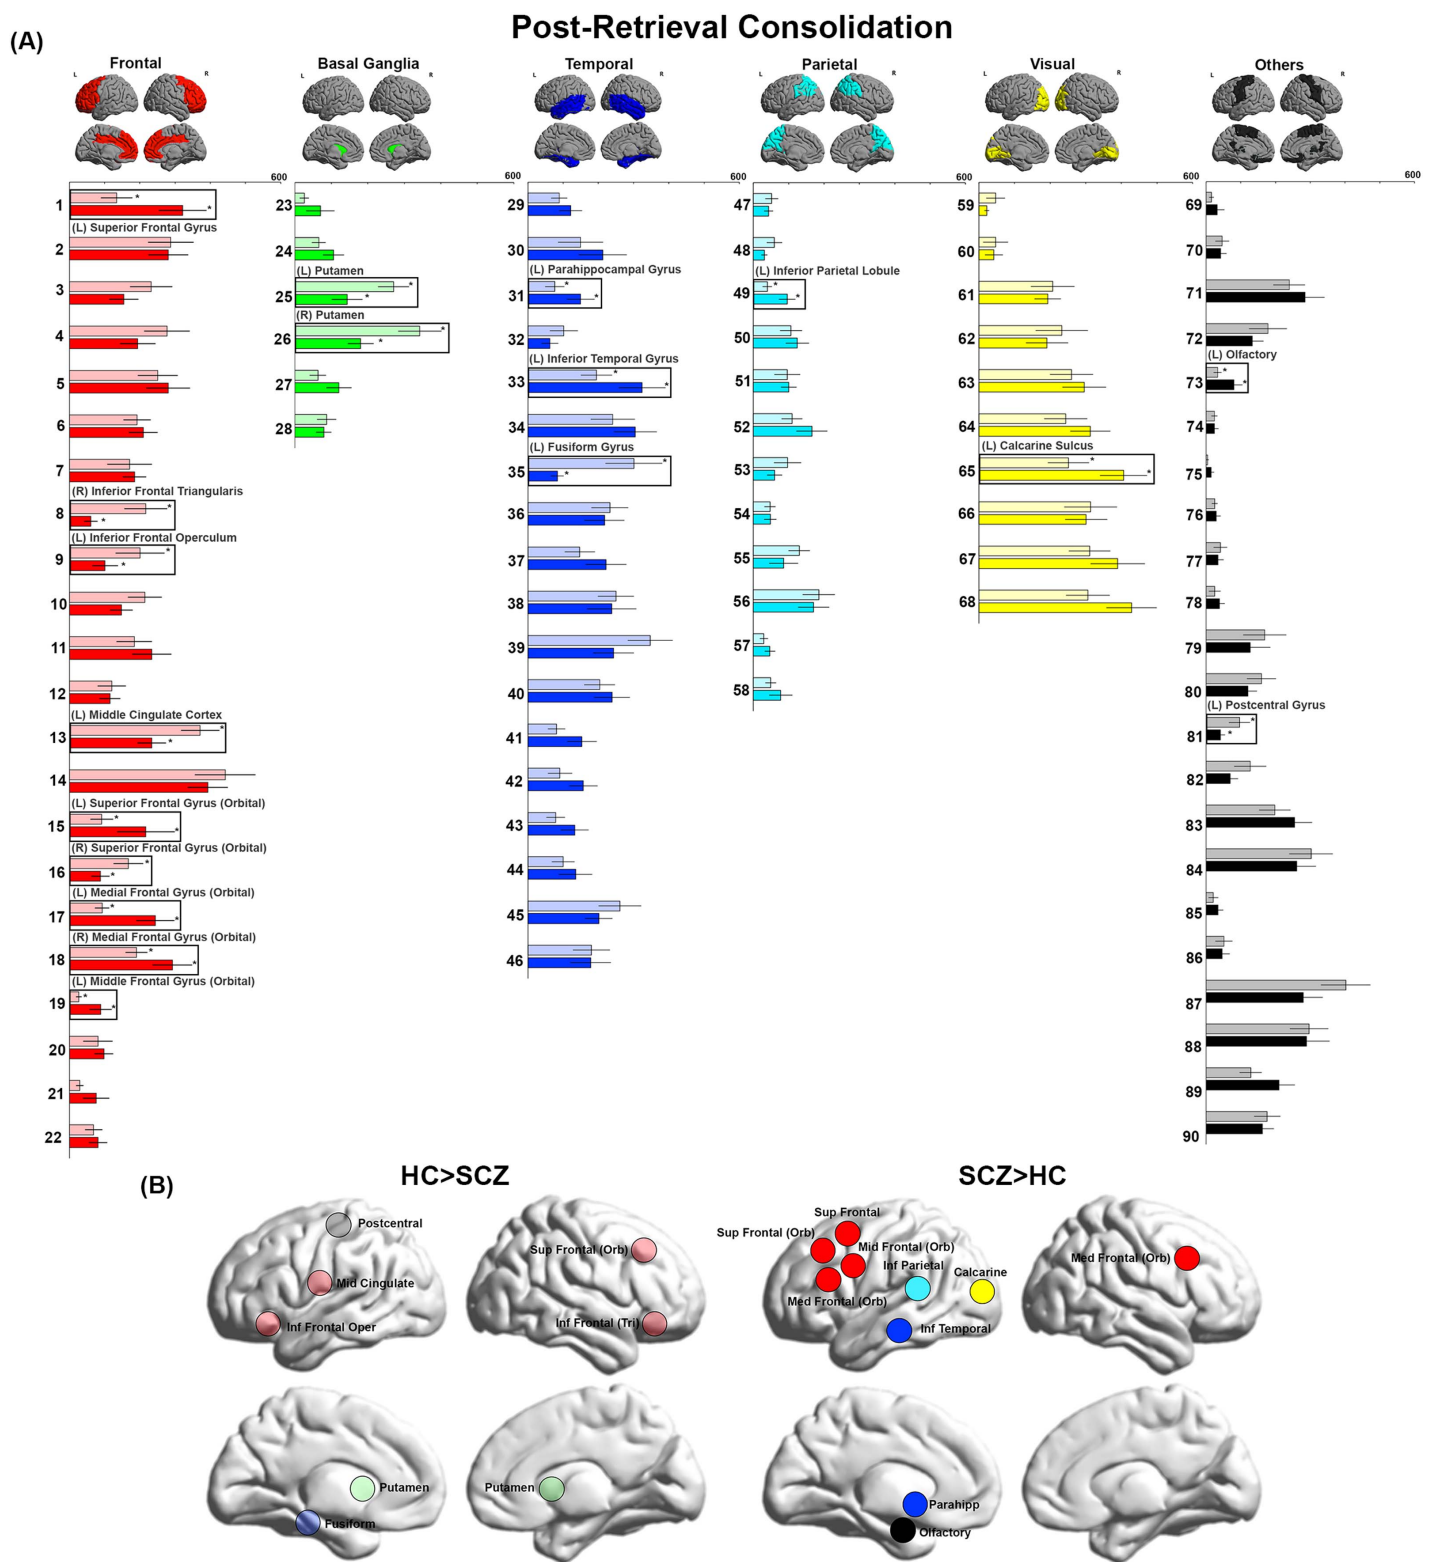 Post-Retrieval Consolidation
(A)
Frontal
Basal Ganglia
Temporal
Parietal
Visual
Others
L R
L R
L R
L R
L R
L R
600
600
600
600
600
600
1
(L) Superior Frontal Gyrus
2
3
4
5
6
7
(R) Inferior Frontal Triangularis
8
(L) Inferior Frontal Operculum
9
10
11
12
(L) Middle Cingulate Cortex
13
14
(L) Superior Frontal Gyrus (Orbital)
15
(R) Superior Frontal Gyrus (Orbital)
16
(L) Medial Frontal Gyrus (Orbital)
17
(R) Medial Frontal Gyrus (Orbital)
18
(L) Middle Frontal Gyrus (Orbital)
19
20
21
22
23
24
(L) Putamen
25
(R) Putamen
26
27
28
29
30
(L) Parahippocampal Gyrus
31
32
(L) Inferior Temporal Gyrus
33
34
(L) Fusiform Gyrus
35
36
37
38
39
40
41
42
43
44
45
46
47
48
(L) Inferior Parietal Lobule
49
50
51
52
53
54
55
56
57
58
59
60
61
62
63
64
(L) Calcarine Sulcus
65
66
67
68
69
70
71
72
(L) Olfactory
73
74
75
76
77
78
79
80
(L) Postcentral Gyrus
81
82
83
84
85
86
87
88
89
90
(B)
HC>SCZ
SCZ>HC
Postcentral
Mid Cingulate
Inf Frontal Oper
Sup Frontal (Orb)
Inf Frontal (Tri)
Sup Frontal
Sup Frontal (Orb)
Mid Frontal (Orb)
Inf Parietal
Calcarine
Med Frontal (Orb)
Inf Temporal
Med Frontal (Orb)
Putamen
Fusiform
Putamen
Parahipp
Olfactory